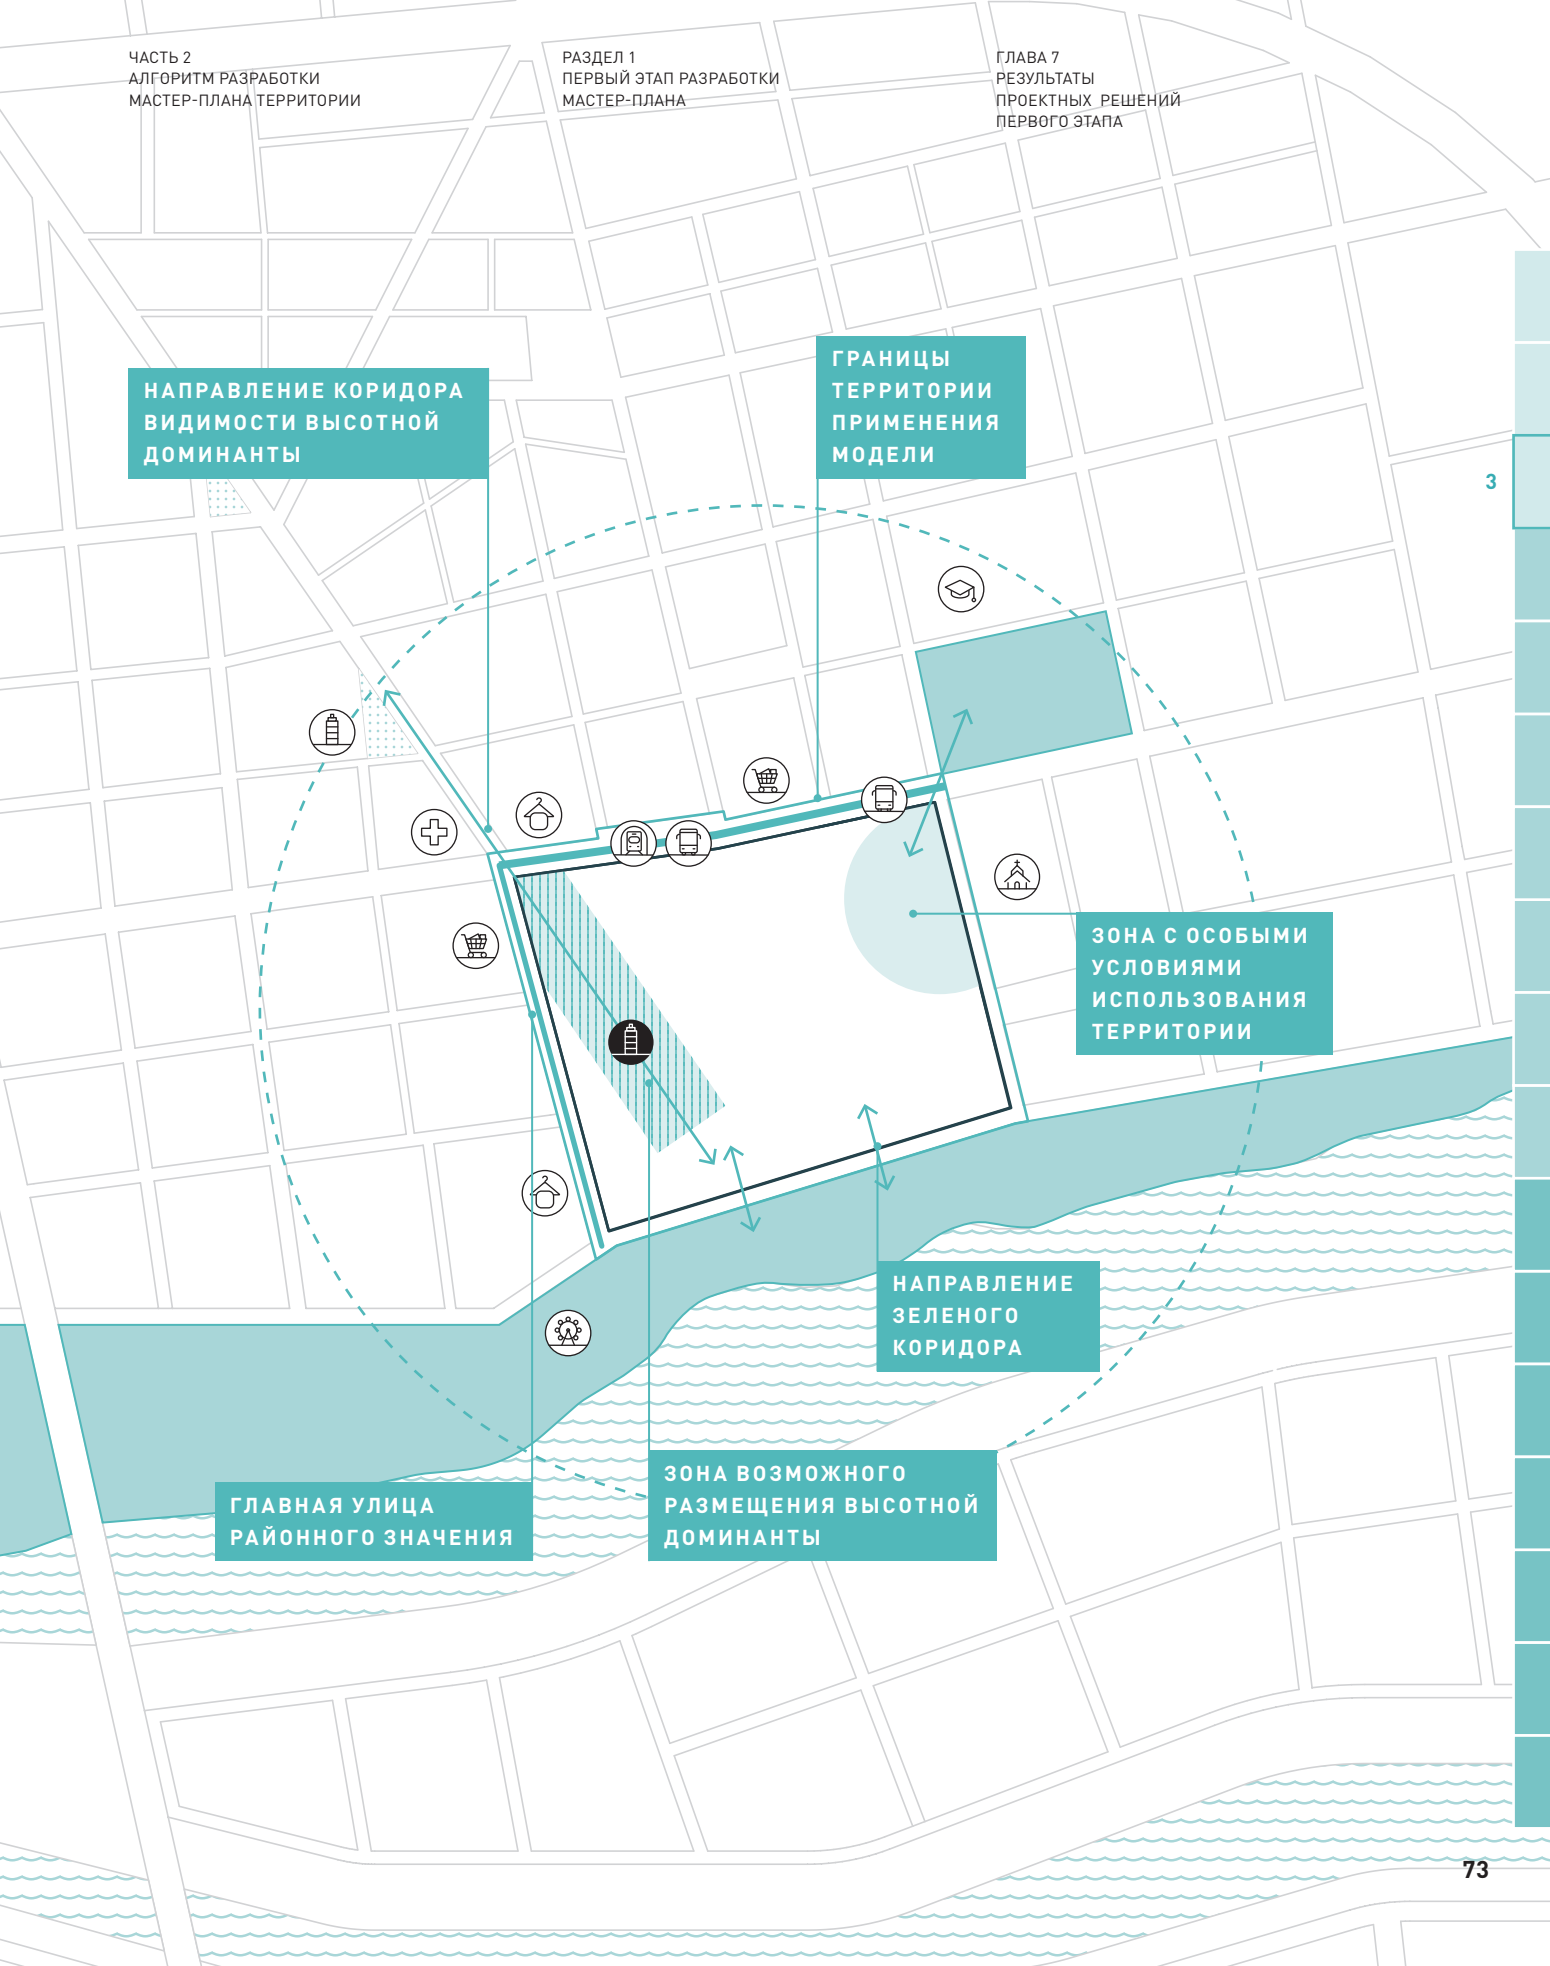 ЧАСТЬ 2
АЛГОРИТМ РАЗРАБОТКИ
МАСТЕР-ПЛАНА ТЕРРИТОРИИ
РАЗДЕЛ 1
ПЕРВЫЙ ЭТАП РАЗРАБОТКИ
МАСТЕР-ПЛАНА
ГЛАВА 7
РЕЗУЛЬТАТЫ
ПРОЕКТНЫХ РЕШЕНИЙ
ПЕРВОГО ЭТАПА
ГРАНИЦЫ
ТЕРРИТОРИИ
ПРИМЕНЕНИЯ
МОДЕЛИ
НАПРАВЛЕНИЕ КОРИДОРА
ВИДИМОСТИ ВЫСОТНОЙ
ДОМИНАНТЫ
3
ЗОНА С ОСОБЫМИ
УСЛОВИЯМИ
ИСПОЛЬЗОВАНИЯ
ТЕРРИТОРИИ
НАПРАВЛЕНИЕ
ЗЕЛЕНОГО
КОРИДОРА
ЗОНА ВОЗМОЖНОГО
РАЗМЕЩЕНИЯ ВЫСОТНОЙ
ДОМИНАНТЫ
ГЛАВНАЯ УЛИЦА
РАЙОННОГО ЗНАЧЕНИЯ
73